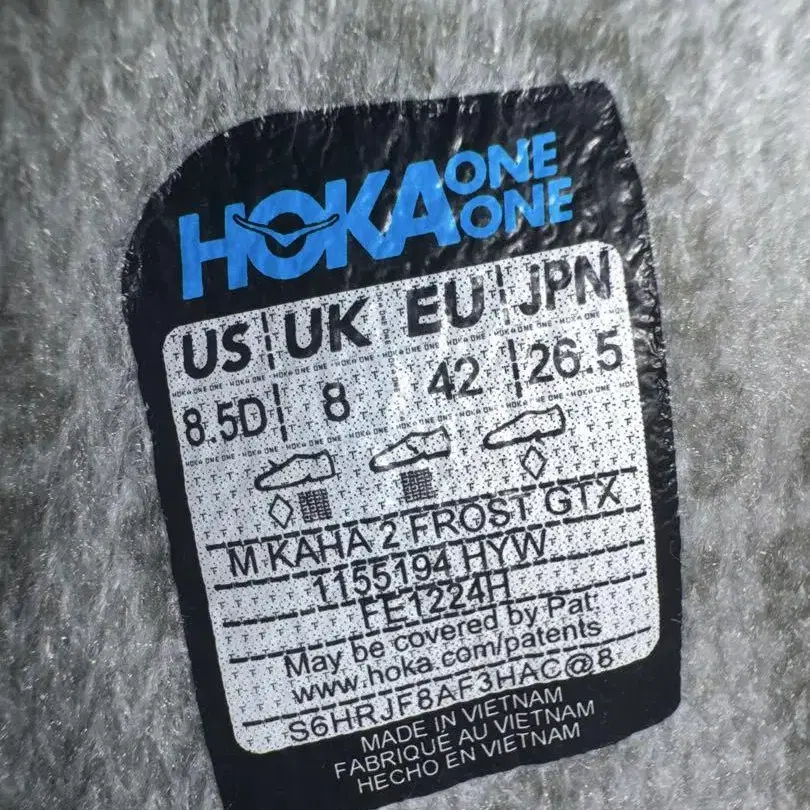 HOKA ONE ONE
US UK EU JPN
8.5D 8 42 26.5
M KAHA 2 FROST GTX
1155194 HYW
FE1224H
May be covered by Pat:
www.hoka.com/patents
S6HRJF8AF3HAC@8
MADE IN VIETNAM
FABRIQUÉ AU VIETNAM
HECHO EN VIETNAM